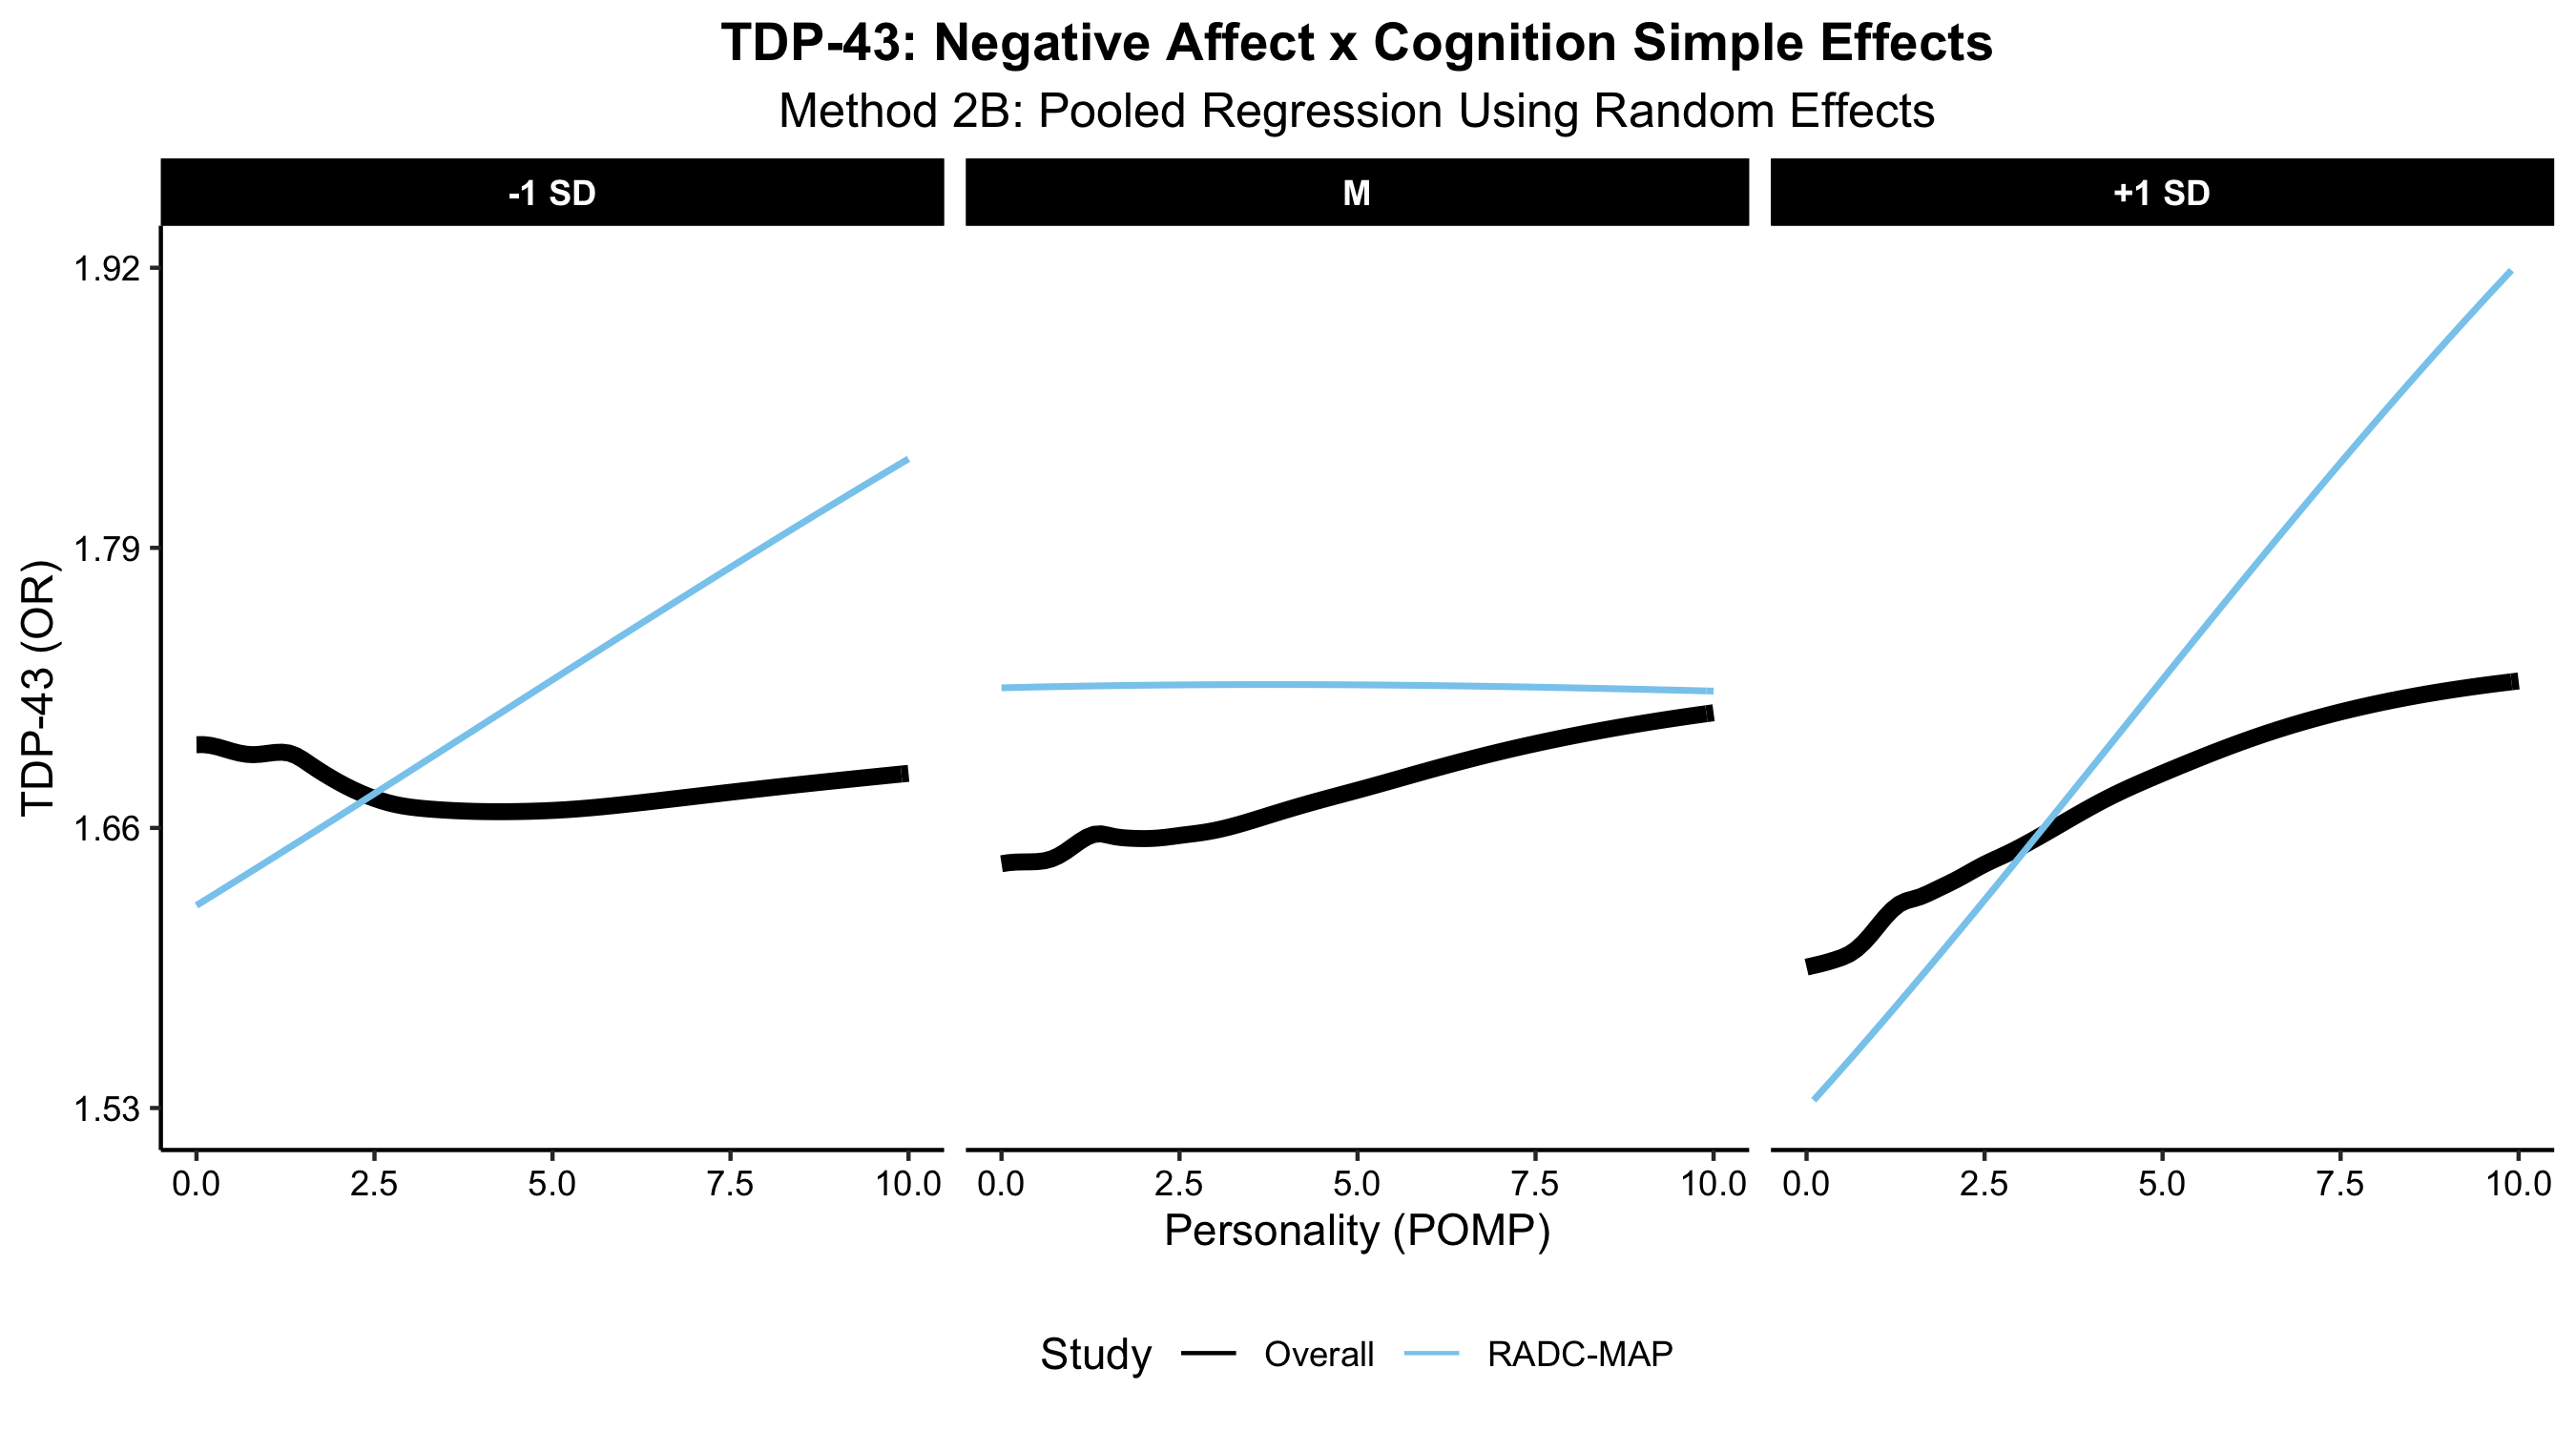 TDP-43: Negative Affect x Cognition Simple Effects
Method 2B: Pooled Regression Using Random Effects
-1 SD M +1 SD
TDP-43 (OR)
1.92
1.79
1.66
1.53
0.0 2.5 5.0 7.5 10.0 0.0 2.5 5.0 7.5 10.0 0.0 2.5 5.0 7.5 10.0
Personality (POMP)
Study Overall RADC-MAP